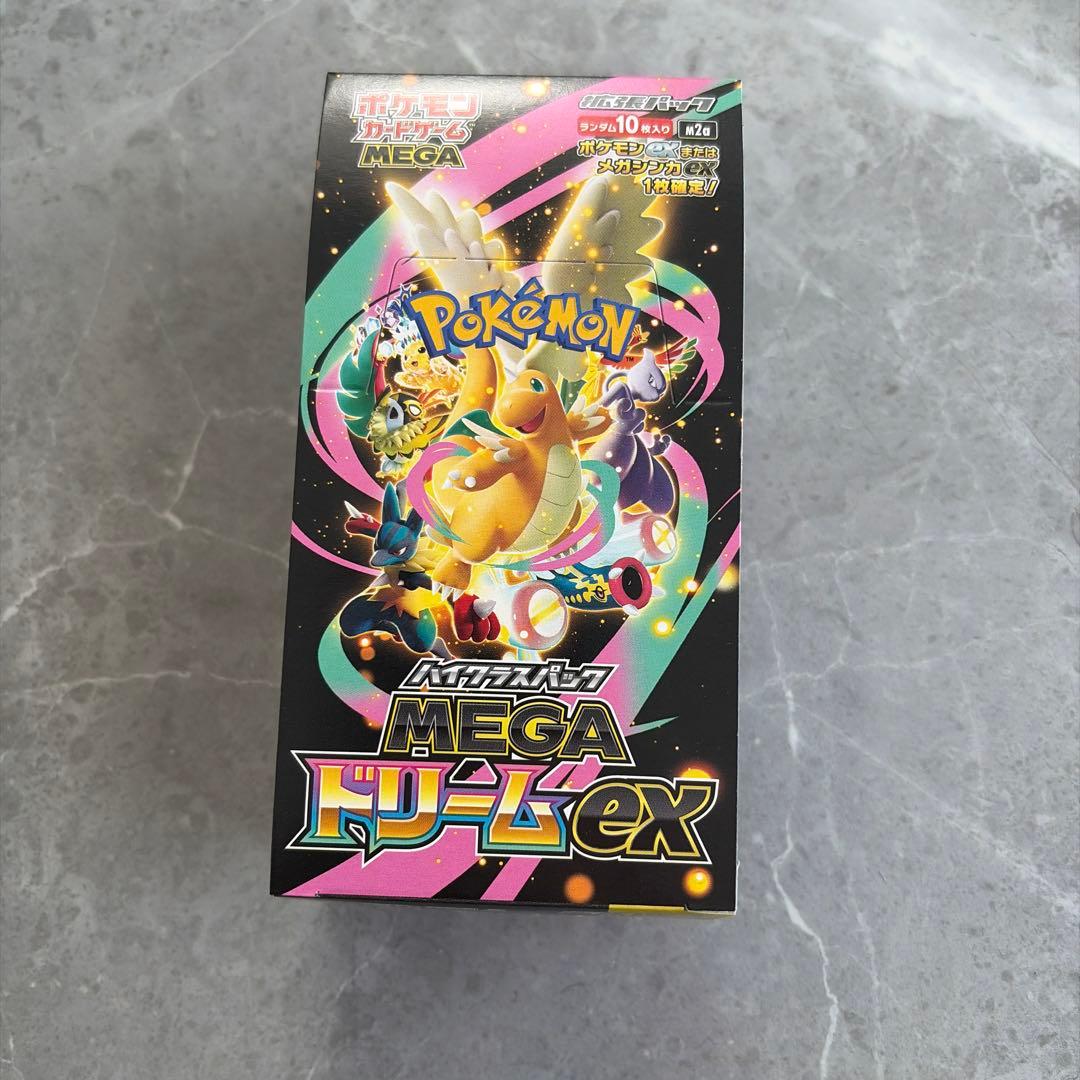 ポケモン
カードゲーム
MEGA
拡張パック
ランダム10枚入り M2a
ポケモンexまたは
メガシンカex
1枚確定!
POKéMON
TM
ハイクラスパック
MEGA
ドリームex